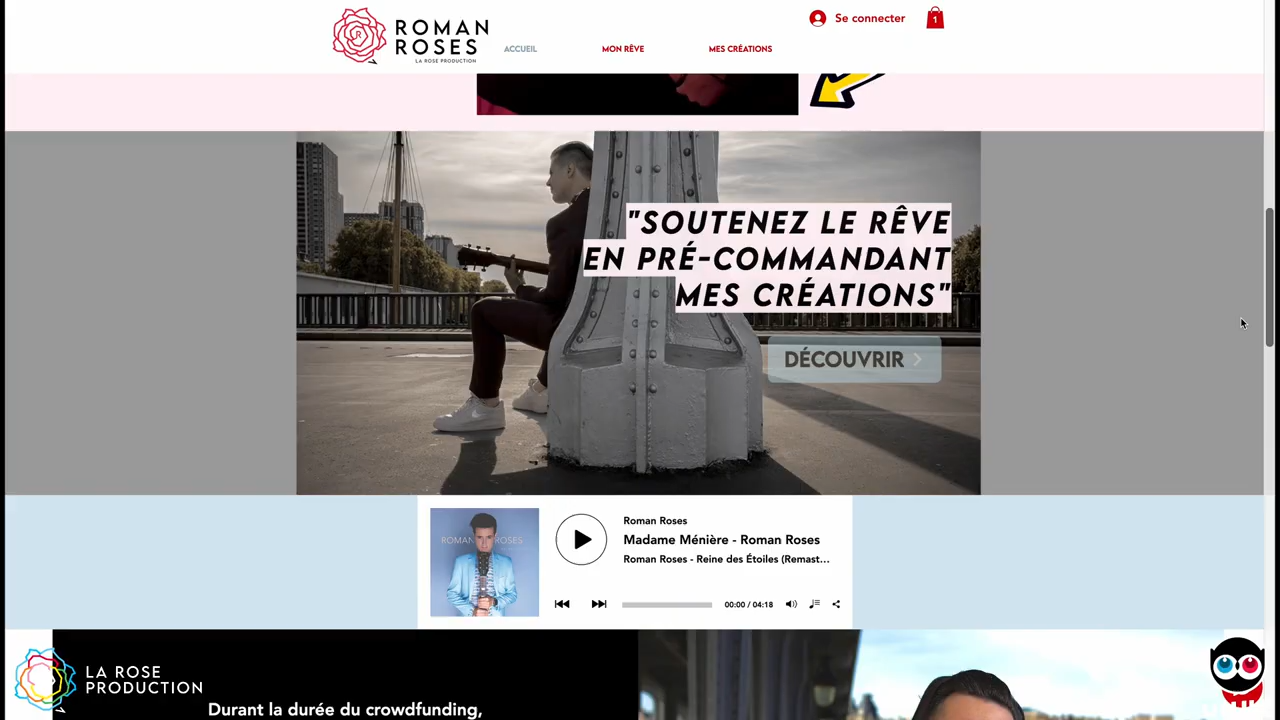 ROMAN
ROSES
LA ROSE PRODUCTION
ACCUEIL
MON RÊVE
MES CRÉATIONS
Se connecter
1
"SOUTENEZ LE RÊVE
EN PRÉ-COMMANDANT
MES CRÉATIONS"
DÉCOUVRIR
ROMAN ROSES
Roman Roses
Madame Ménière - Roman Roses
Roman Roses - Reine des Étoiles (Remast…
00:00 / 04:18
LA ROSE
PRODUCTION
Durant la durée du crowdfunding,